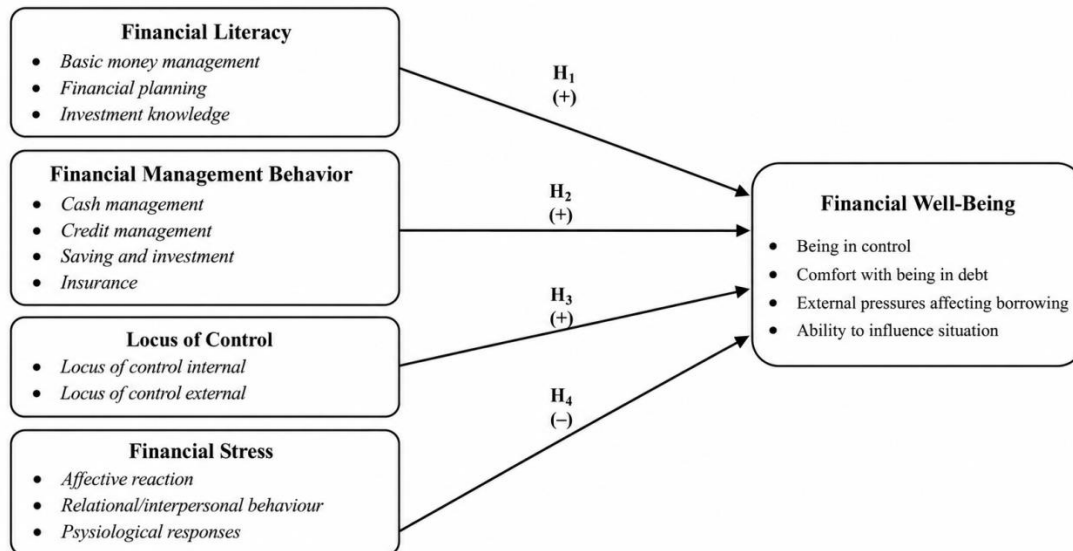 Financial Literacy
• Basic money management
• Financial planning
• Investment knowledge
Financial Management Behavior
• Cash management
• Credit management
• Saving and investment
• Insurance
Locus of Control
• Locus of control internal
• Locus of control external
Financial Stress
• Affective reaction
• Relational/interpersonal behaviour
• Psysiological responses
H1
(+)
H2
(+)
H3
(+)
H4
(−)
Financial Well-Being
• Being in control
• Comfort with being in debt
• External pressures affecting borrowing
• Ability to influence situation